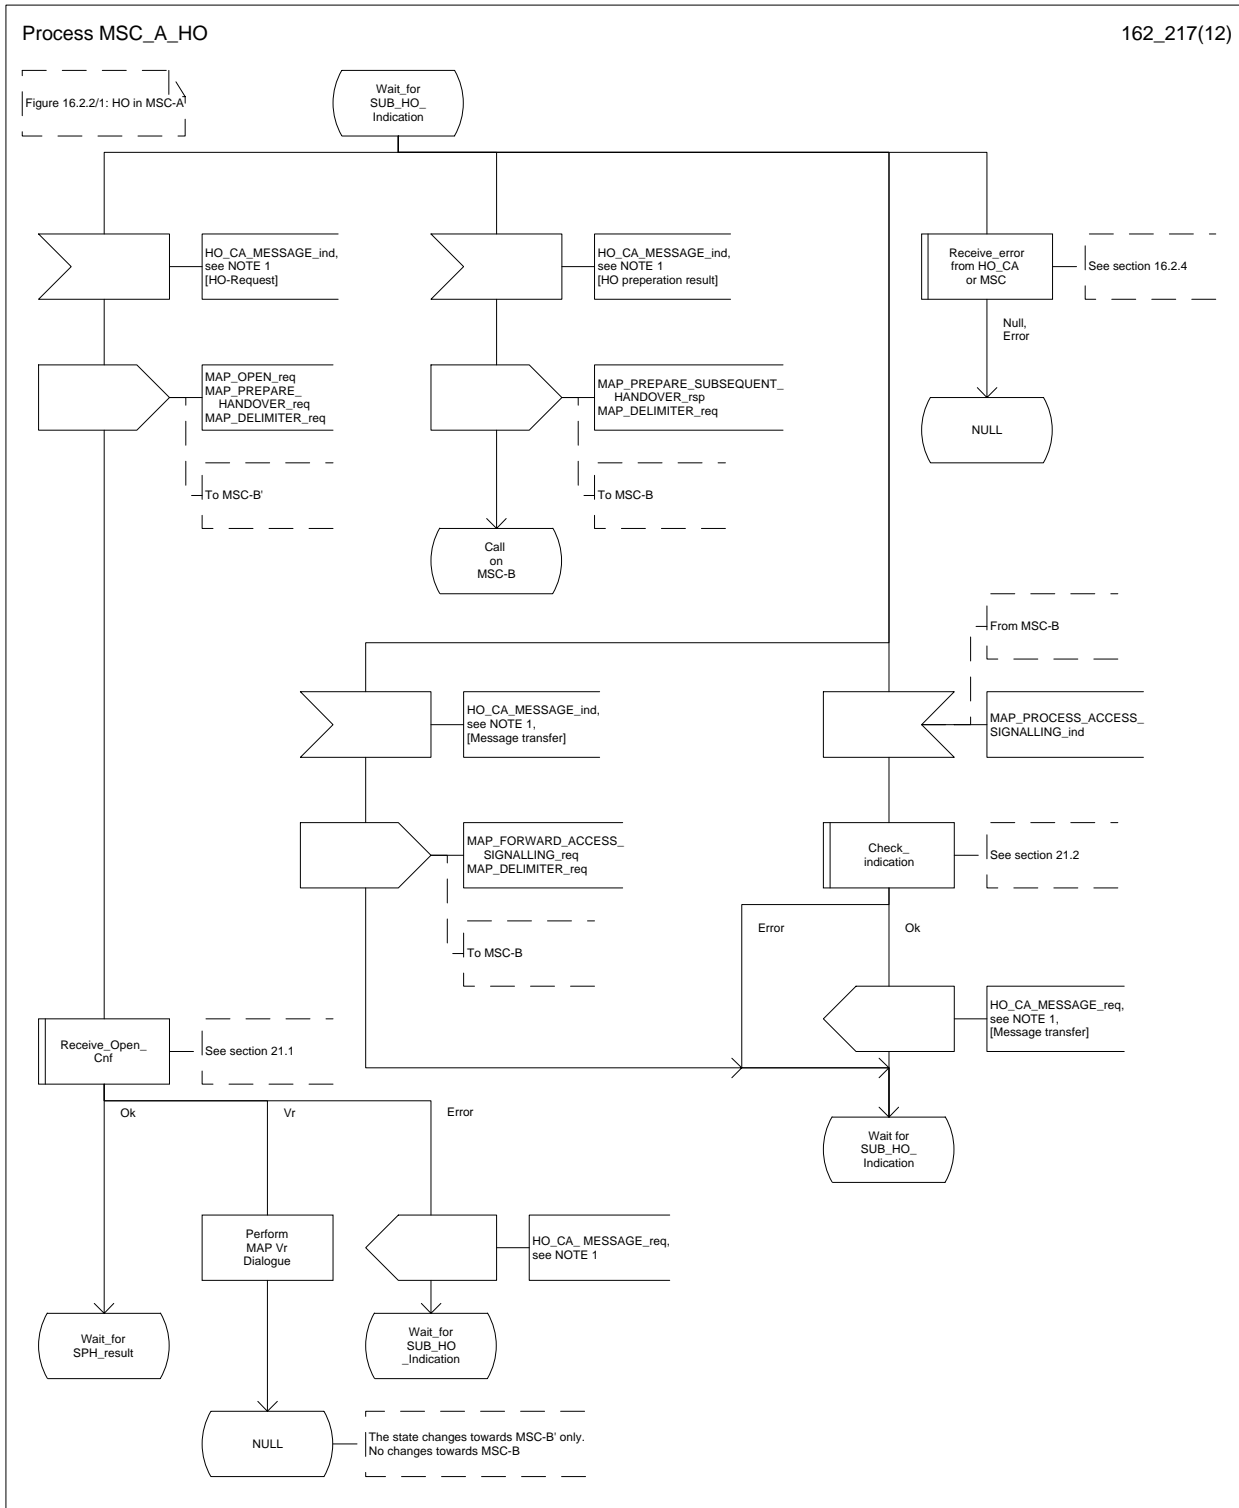 Process MSC_A_HO
162_217(12)
Figure 16.2.2/1: HO in MSC-A
Wait_for
SUB_HO_
Indication
HO_CA_MESSAGE_ind,
see NOTE 1
[HO-Request]
HO_CA_MESSAGE_ind,
see NOTE 1
[HO preperation result]
Receive_error
from HO_CA
or MSC
See section 16.2.4
Null,
Error
MAP_OPEN_req
MAP_PREPARE_
HANDOVER_req
MAP_DELIMITER_req
MAP_PREPARE_SUBSEQUENT_
HANDOVER_rsp
MAP_DELIMITER_req
NULL
To MSC-B'
To MSC-B
Call
on
MSC-B
From MSC-B
HO_CA_MESSAGE_ind,
see NOTE 1,
[Message transfer]
MAP_PROCESS_ACCESS_
SIGNALLING_ind
MAP_FORWARD_ACCESS_
SIGNALLING_req
MAP_DELIMITER_req
Check_
indication
See section 21.2
Error
Ok
To MSC-B
HO_CA_MESSAGE_req,
see NOTE 1,
[Message transfer]
Receive_Open_
Cnf
See section 21.1
Ok
Vr
Error
Wait for
SUB_HO_
Indication
Perform
MAP Vr
Dialogue
HO_CA_ MESSAGE_req,
see NOTE 1
Wait_for
SPH_result
Wait_for
SUB_HO
_Indication
NULL
The state changes towards MSC-B' only.
No changes towards MSC-B